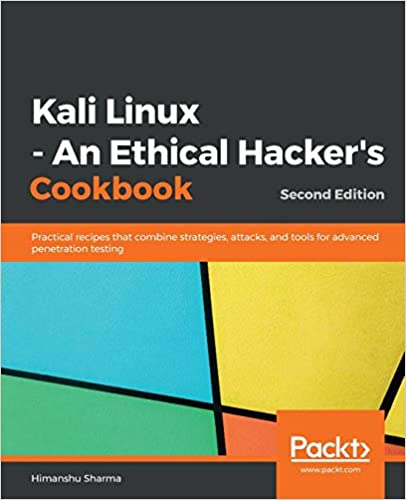 Kali Linux
- An Ethical Hacker's
Cookbook
Second Edition
Practical recipes that combine strategies, attacks, and tools for advanced
penetration testing
Packt>
www.packt.com
Himanshu Sharma